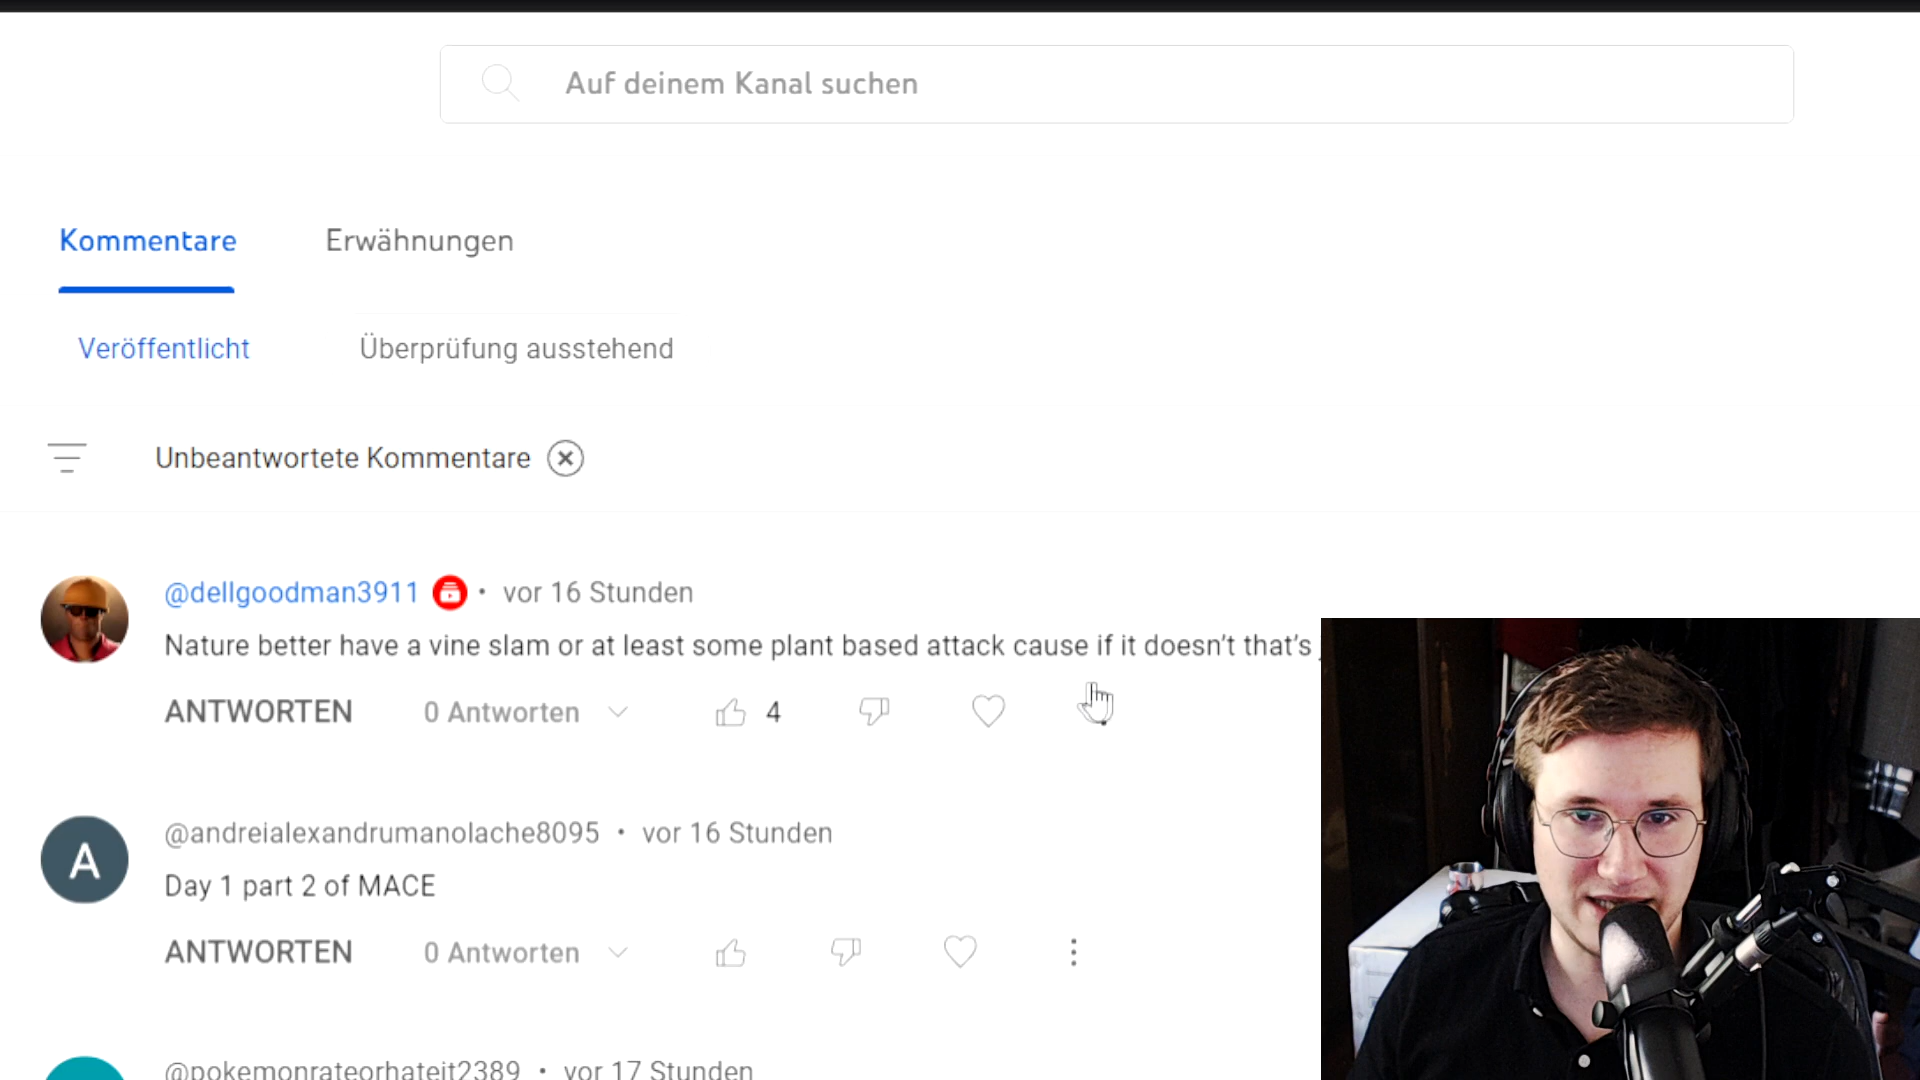 Auf deinem Kanal suchen
Kommentare Erwähnungen
Veröffentlicht Überprüfung ausstehend
Unbeantwortete Kommentare
@dellgoodman3911 • vor 16 Stunden
Nature better have a vine slam or at least some plant based attack cause if it doesn't that's
ANTWORTEN 0 Antworten 4
A
@andreialexandrumanolache8095 • vor 16 Stunden
Day 1 part 2 of MACE
ANTWORTEN 0 Antworten
@pokemonrateorhateit2389 • vor 17 Stunden